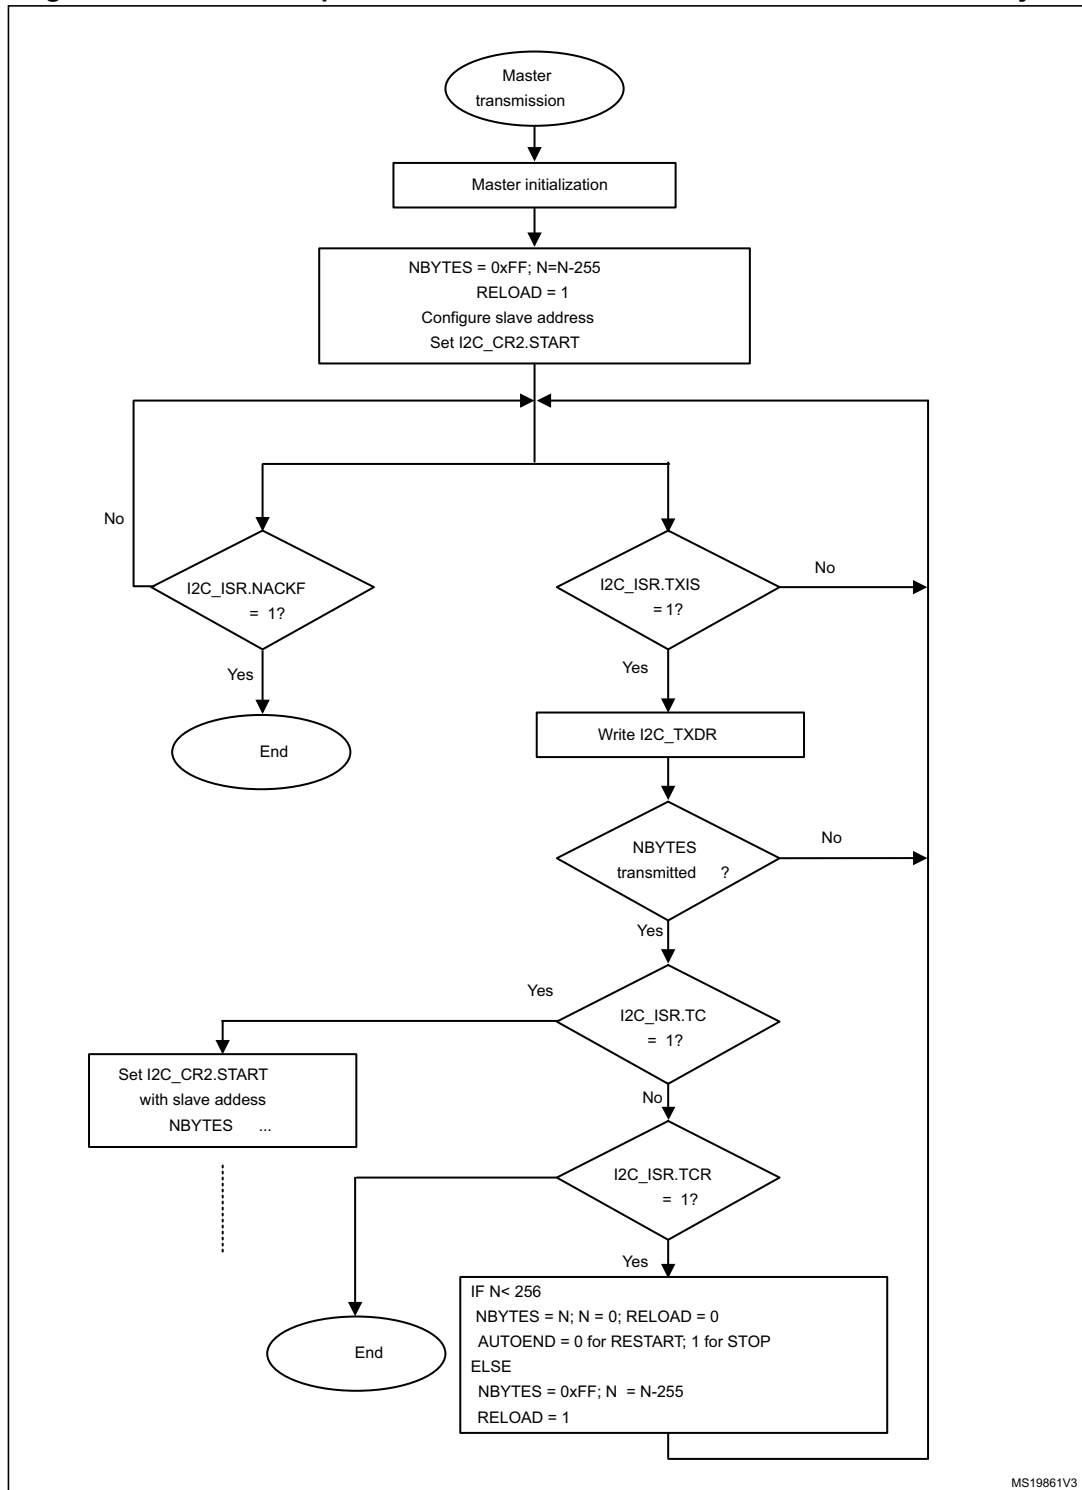 Master
transmission
Master initialization
NBYTES = 0xFF; N=N-255
RELOAD = 1
Configure slave address
Set I2C_CR2.START
No
I2C_ISR.NACKF
= 1?
Yes
End
I2C_ISR.TXIS
=1?
No
Yes
Write I2C_TXDR
NBYTES
transmitted ?
No
Yes
I2C_ISR.TC
= 1?
Yes
Set I2C_CR2.START
with slave addess
NBYTES ...
No
I2C_ISR.TCR
= 1?
Yes
End
IF N< 256
NBYTES = N; N = 0; RELOAD = 0
AUTOEND = 0 for RESTART; 1 for STOP
ELSE
NBYTES = 0xFF; N = N-255
RELOAD = 1
MS19861V3